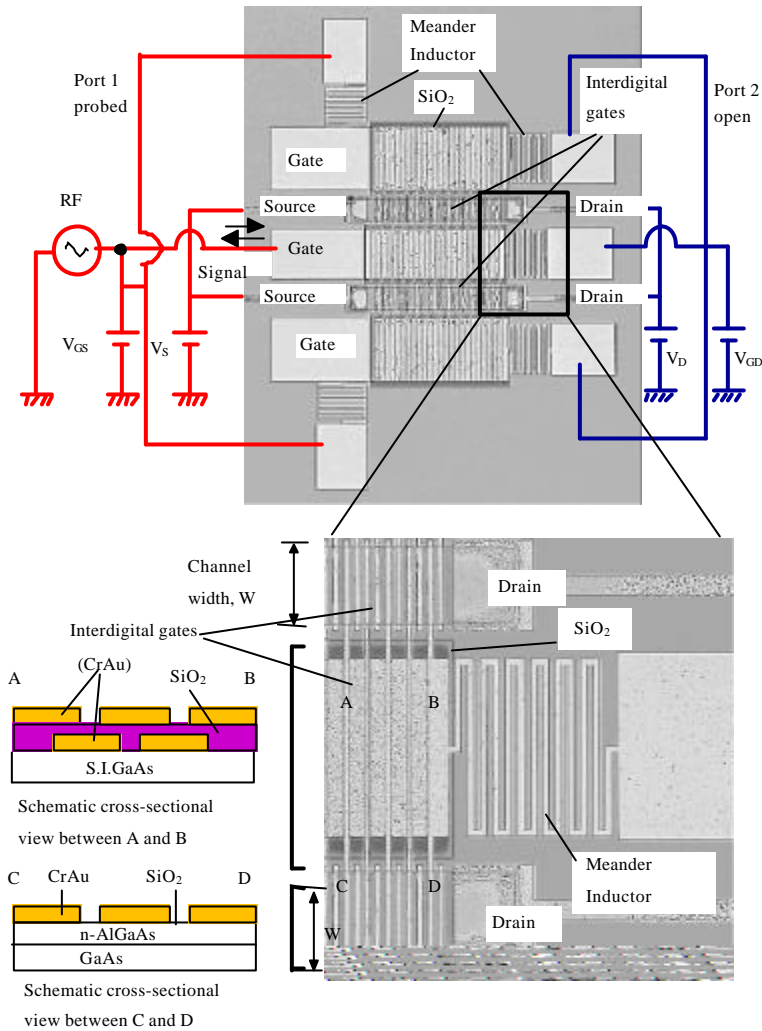 Meander
Inductor
Port 1
probed
SiO2
Interdigital
gates
Port 2
open
Gate
RF
Source
Drain
Gate
Signal
Source
Drain
Gate
VGS
VS
VD
VGD
Channel
width, W
Drain
Interdigital gates
SiO2
(CrAu)
A
SiO2
B
A
B
S.I.GaAs
Schematic cross-sectional
view between A and B
Meander
Inductor
C
CrAu
SiO2
D
C
D
Drain
W
n-AlGaAs
GaAs
Schematic cross-sectional
view between C and D